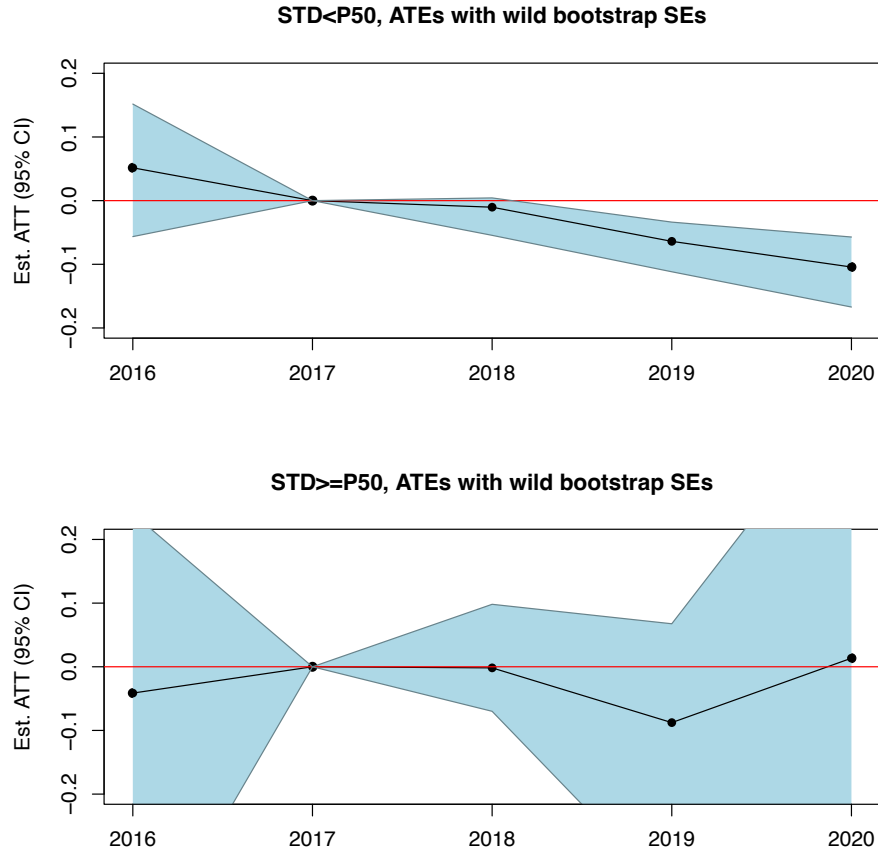 STD<P50, ATEs with wild bootstrap SEs
Est. ATT (95% CI)
0.2
0.1
0.0
−0.1
−0.2
2016 2017 2018 2019 2020
STD>=P50, ATEs with wild bootstrap SEs
Est. ATT (95% CI)
0.2
0.1
0.0
−0.1
−0.2
2016 2017 2018 2019 2020